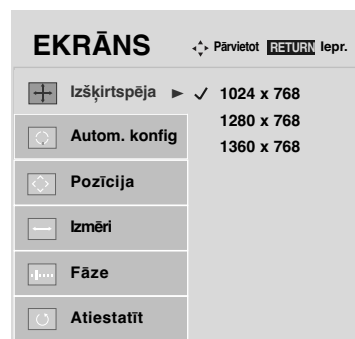 EKRĀNS Pārvietot RETURN Iepr.
Izšķirtspēja ► ✓ 1024 x 768
1280 x 768
Autom. konfig
1360 x 768
Pozīcija
Izmēri
Fāze
Atiestatīt